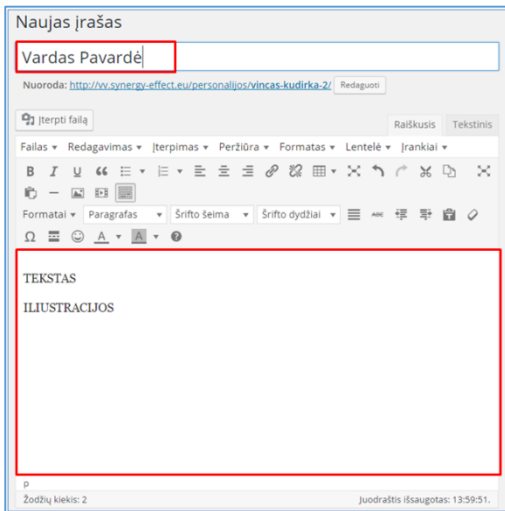 Naujas įrašas
Vardas Pavardė
Nuoroda: http://vv.synergy-effect.eu/personalijos/vincas-kudirka-2/ Redaguoti
Įterpti failą
Raiškusis Tekstinis
Failas Redagavimas Įterpimas Peržiūra Formatas Lentelė Įrankiai
B I U
Formatai Paragrafas Šrifto šeima Šrifto dydžiai ABC
Ω A A
TEKSTAS
ILIUSTRACIJOS
p
Žodžių kiekis: 2 Juodraštis išsaugotas: 13:59:51.